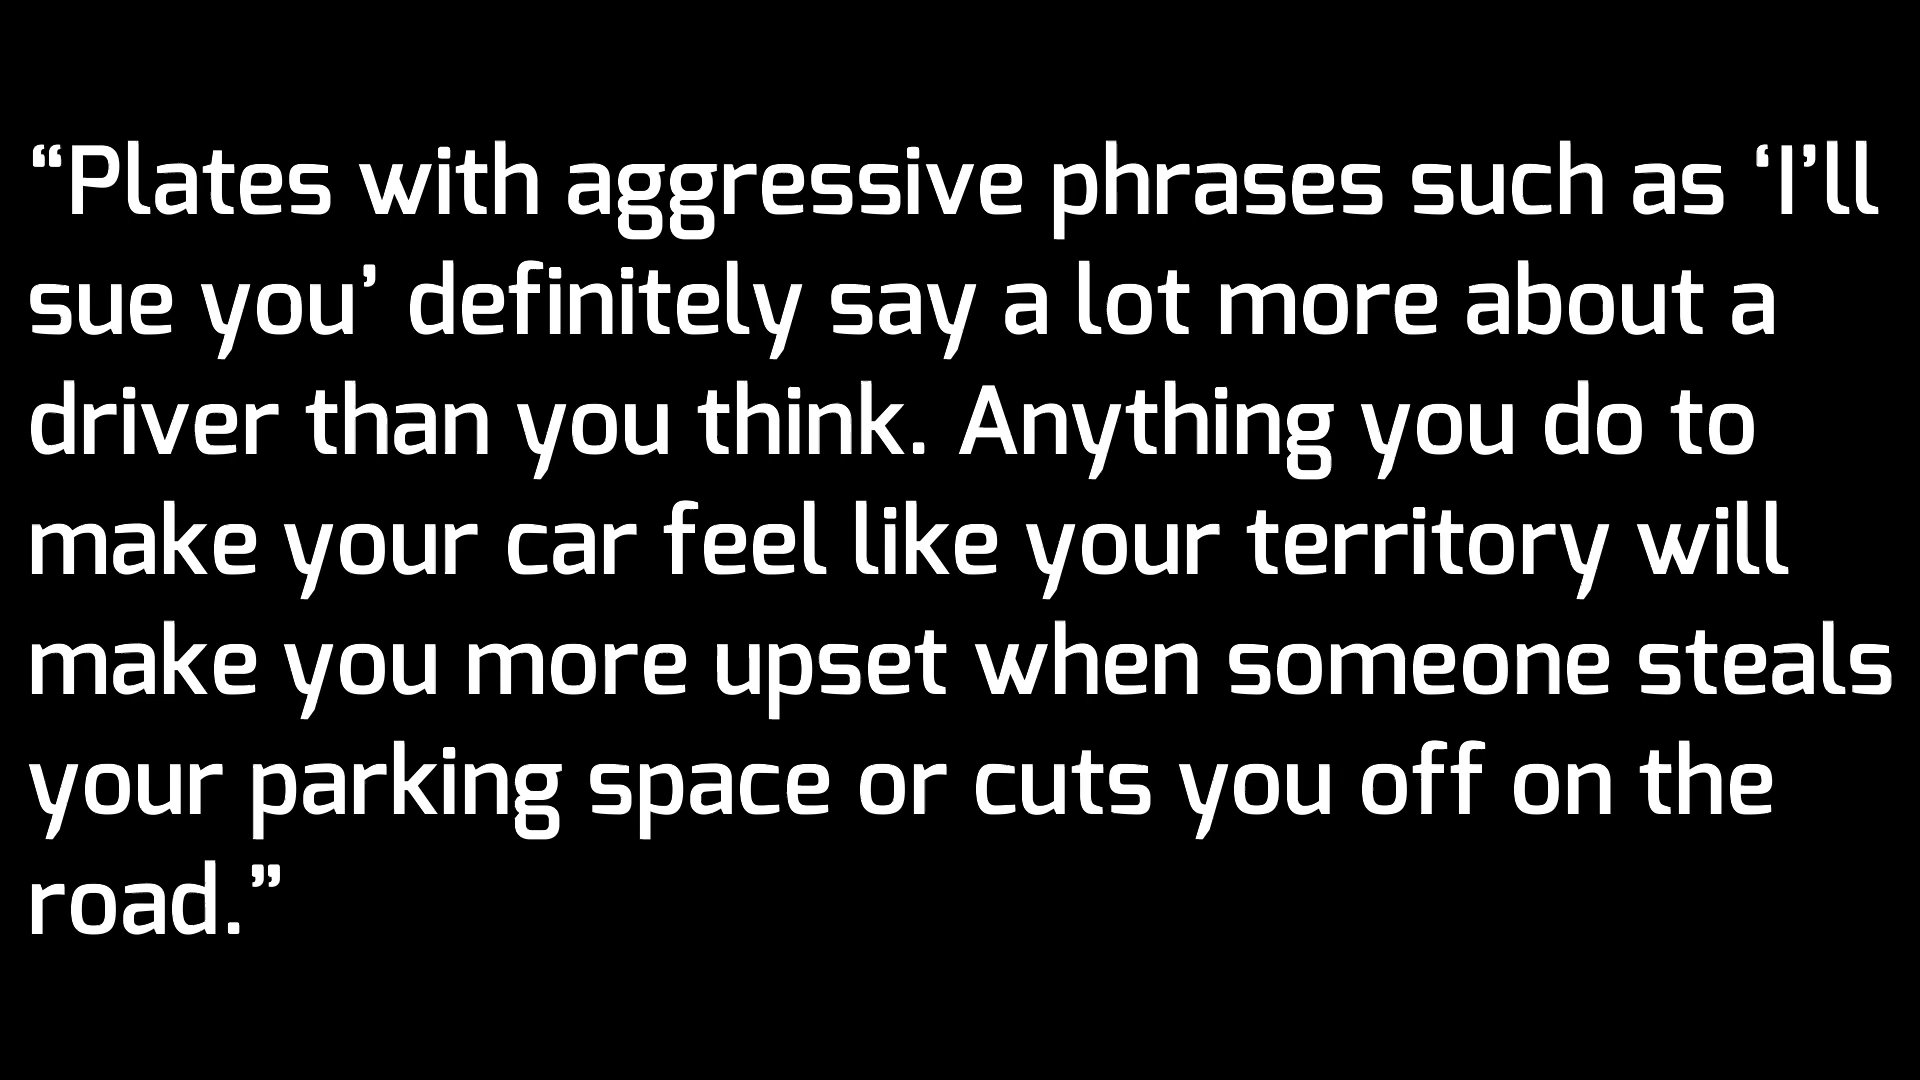 “Plates with aggressive phrases such as ‘I’ll
sue you’ definitely say a lot more about a
driver than you think. Anything you do to
make your car feel like your territory will
make you more upset when someone steals
your parking space or cuts you off on the
road.”